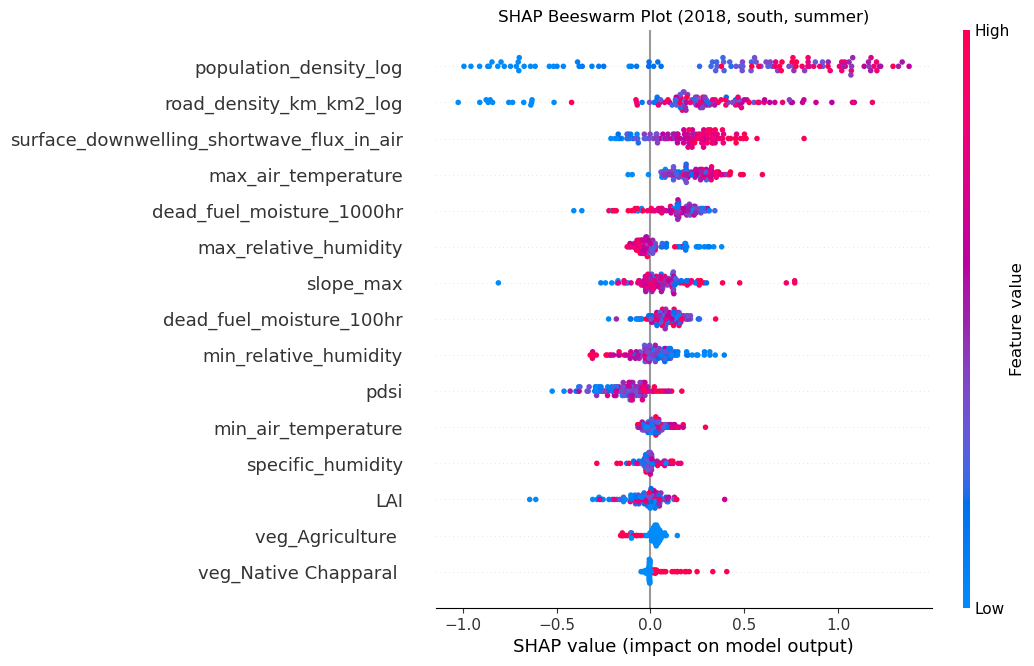 SHAP Beeswarm Plot (2018, south, summer)
High
population_density_log
road_density_km_km2_log
surface_downwelling_shortwave_flux_in_air
max_air_temperature
dead_fuel_moisture_1000hr
max_relative_humidity
slope_max
dead_fuel_moisture_100hr
min_relative_humidity
pdsi
min_air_temperature
specific_humidity
LAI
veg_Agriculture
veg_Native Chapparal
Feature value
Low
−1.0 −0.5 0.0 0.5 1.0
SHAP value (impact on model output)